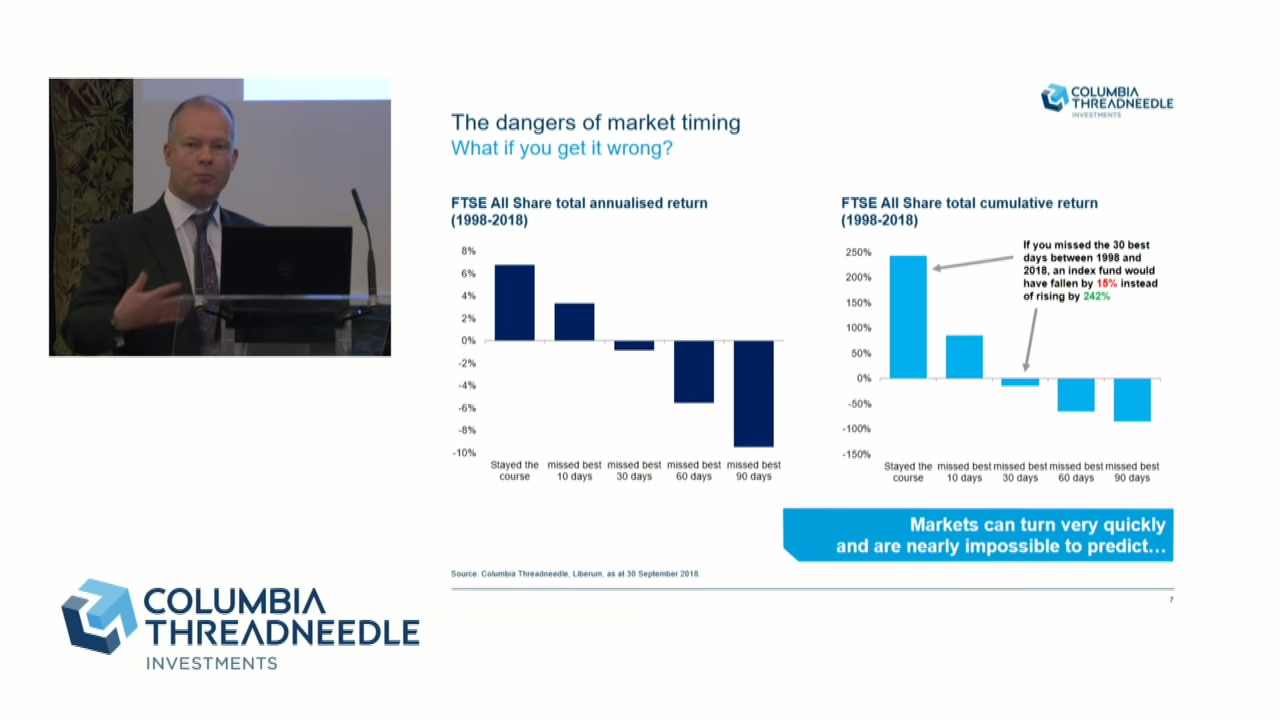 COLUMBIA
THREADNEEDLE
INVESTMENTS
The dangers of market timing
What if you get it wrong?
FTSE All Share total annualised return
(1998-2018)
8%
6%
4%
2%
0%
-2%
-4%
-6%
-8%
-10%
Stayed the course
missed best 10 days
missed best 30 days
missed best 60 days
missed best 90 days
FTSE All Share total cumulative return
(1998-2018)
250%
200%
150%
100%
50%
0%
-50%
-100%
-150%
If you missed the 30 best
days between 1998 and
2018, an index fund would
have fallen by 15% instead
of rising by 242%
Stayed the course
missed best 10 days
missed best 30 days
missed best 60 days
missed best 90 days
Markets can turn very quickly
and are nearly impossible to predict...
Source: Columbia Threadneedle, Liberum, as at 30 September 2018.
7
COLUMBIA
THREADNEEDLE
INVESTMENTS